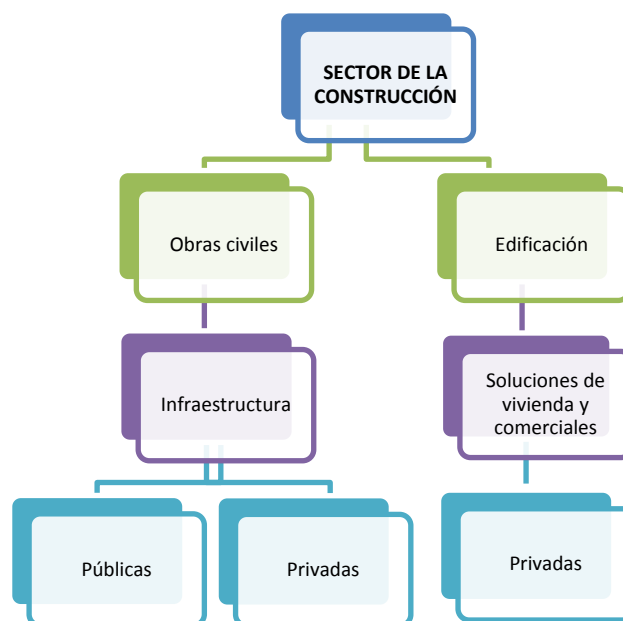 SECTOR DE LA
CONSTRUCCIÓN
Obras civiles
Edificación
Infraestructura
Soluciones de
vivienda y
comerciales
Públicas
Privadas
Privadas